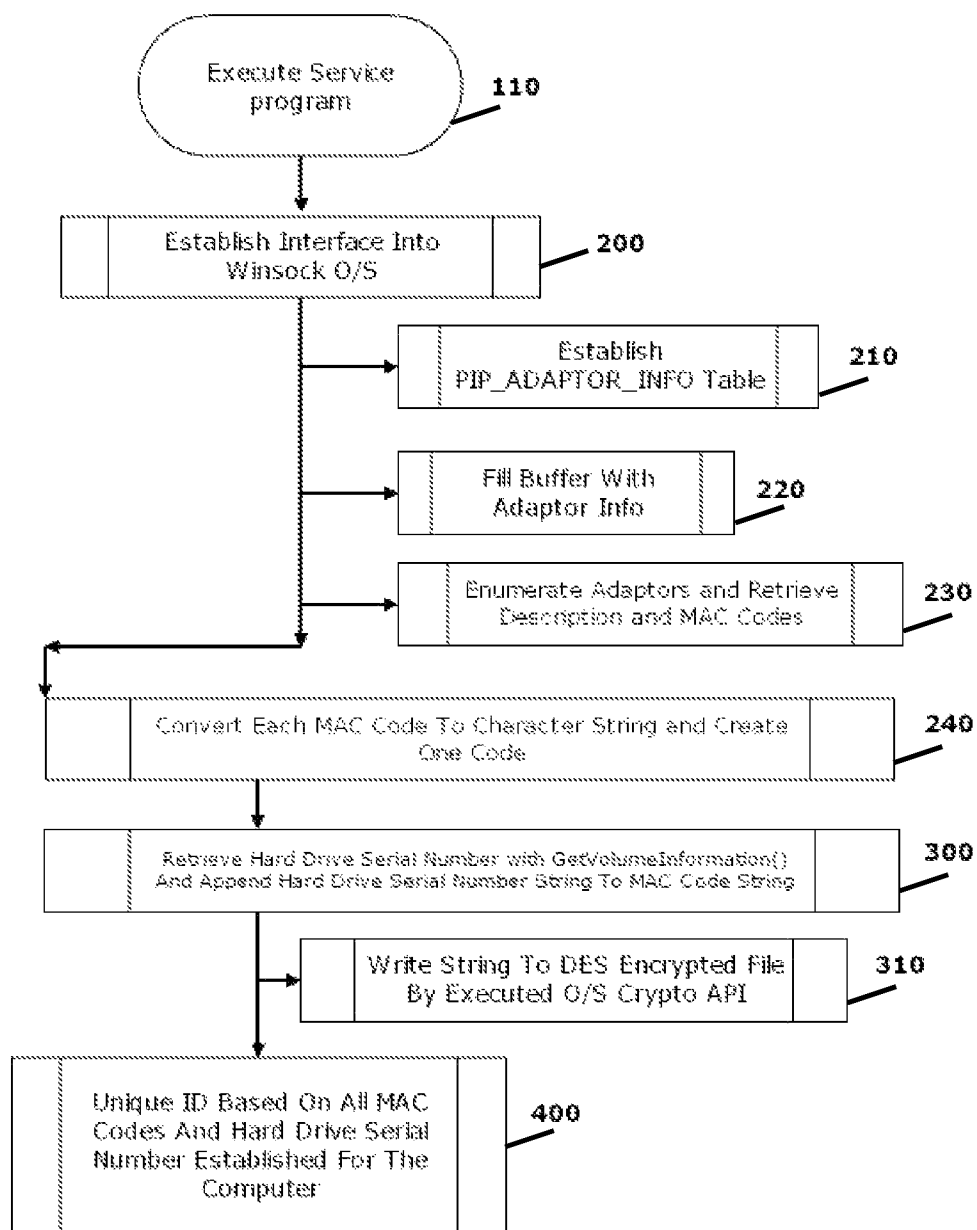 Execute Service
program
110
Establish Interface Into
Winsock O/S
200
Establish
PIP_ADAPTOR_INFO Table
210
Fill Buffer With
Adaptor Info
220
Enumerate Adaptors and Retrieve
Description and MAC Codes
230
Convert Each MAC Code To Character String and Create
One Code
240
Retrieve Hard Drive Serial Number with GetVolumeInformation()
And Append Hard Drive Serial Number String To MAC Code String
300
Write String To DES Encrypted File
By Executed O/S Crypto API
310
Unique ID Based On All MAC
Codes And Hard Drive Serial
Number Established For The
Computer
400